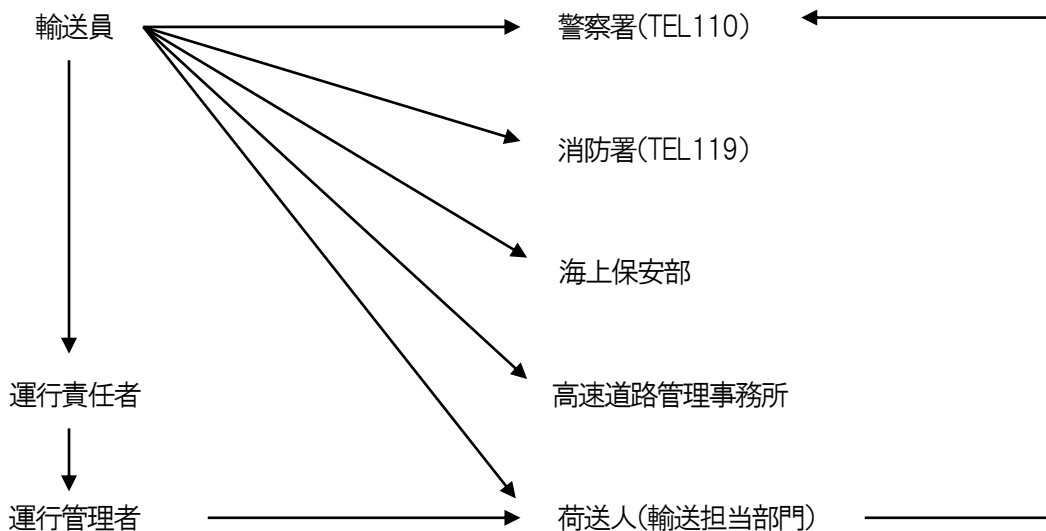 輸送員
警察署(TEL110)
消防署(TEL119)
海上保安部
運行責任者
高速道路管理事務所
運行管理者
荷送人(輸送担当部門)